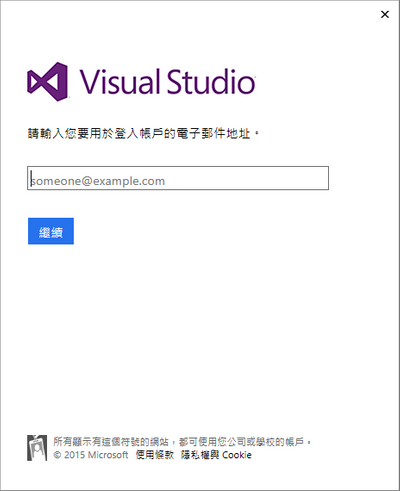 Visual Studio
請輸入您要用於登入帳戶的電子郵件地址。
someone@example.com
繼續
所有顯示有這個符號的網站，都可使用您公司或學校的帳戶。
© 2015 Microsoft 使用條款 隱私權與 Cookie